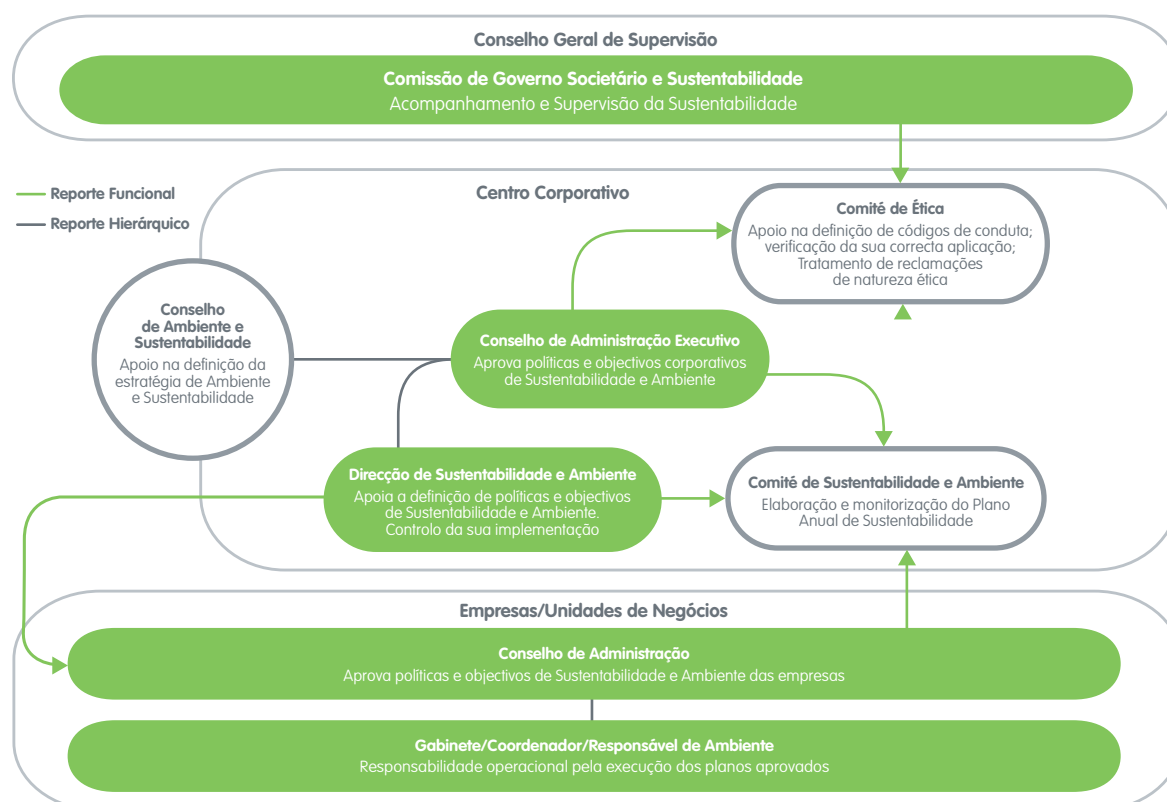 Conselho Geral de Supervisão
Comissão de Governo Societário e Sustentabilidade
Acompanhamento e Supervisão da Sustentabilidade
Reporte Funcional
Reporte Hierárquico
Centro Corporativo
Comité de Ética
Apoio na definição de códigos de conduta;
verificação da sua correcta aplicação;
Tratamento de reclamações
de natureza ética
Conselho
de Ambiente e
Sustentabilidade
Apoio na definição da
estratégia de Ambiente
e Sustentabilidade
Conselho de Administração Executivo
Aprova políticas e objectivos corporativos
de Sustentabilidade e Ambiente
Direcção de Sustentabilidade e Ambiente
Apoia a definição de políticas e objectivos
de Sustentabilidade e Ambiente.
Controlo da sua implementação
Comité de Sustentabilidade e Ambiente
Elaboração e monitorização do Plano
Anual de Sustentabilidade
Empresas/Unidades de Negócios
Conselho de Administração
Aprova políticas e objectivos de Sustentabilidade e Ambiente das empresas
Gabinete/Coordenador/Responsável de Ambiente
Responsabilidade operacional pela execução dos planos aprovados